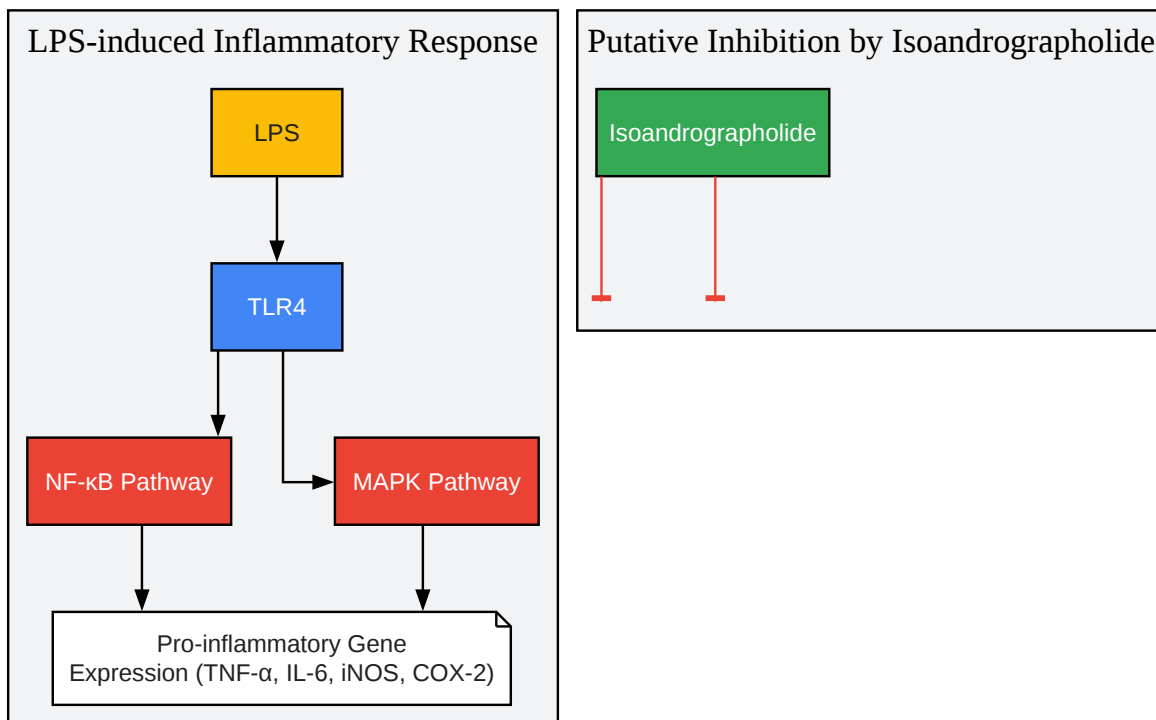 LPS-induced Inflammatory Response
LPS
TLR4
NF-κB Pathway
MAPK Pathway
Pro-inflammatory Gene
Expression (TNF-α, IL-6, iNOS, COX-2)
Putative Inhibition by Isoandrographolide
Isoandrographolide